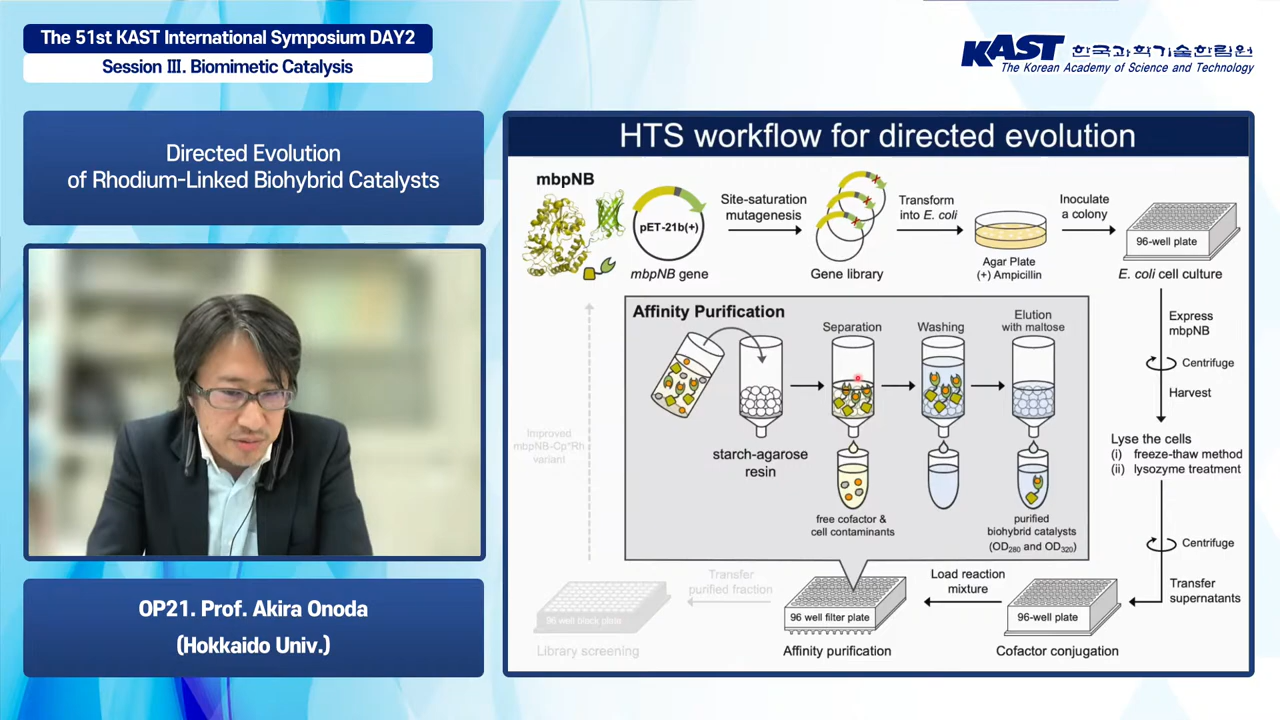 The 51st KAST International Symposium DAY2
Session Ⅲ. Biomimetic Catalysis
KAST 한국과학기술한림원
The Korean Academy of Science and Technology
Directed Evolution
of Rhodium-Linked Biohybrid Catalysts
OP21. Prof. Akira Onoda
(Hokkaido Univ.)
HTS workflow for directed evolution
mbpNB
pET-21b(+)
mbpNB gene
Site-saturation
mutagenesis
Gene library
Transform
into E. coli
Agar Plate
(+) Ampicillin
Inoculate
a colony
96-well plate
E. coli cell culture
Express
mbpNB
Centrifuge
Harvest
Lyse the cells
(i) freeze-thaw method
(ii) lysozyme treatment
Centrifuge
Transfer
supernatants
96-well plate
Cofactor conjugation
Load reaction
mixture
96 well filter plate
Affinity purification
Affinity Purification
starch-agarose
resin
Separation
free cofactor &
cell contaminants
Washing
Elution
with maltose
purified
biohybrid catalysts
(OD280 and OD320)
Transfer
purified fraction
96 well black plate
Library screening
Improved
mbpNB-Cp*Rh
variant